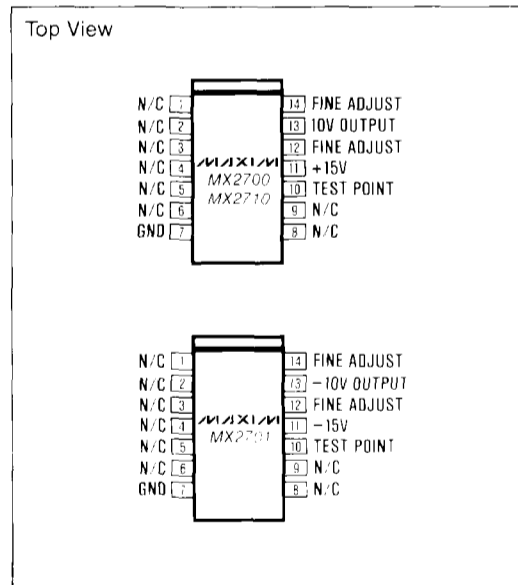 Top View
N/C 1 14 FINE ADJUST
N/C 2 13 10V OUTPUT
N/C 3 12 FINE ADJUST
N/C 4 MAXIM 11 +15V
N/C 5 MX2700 10 TEST POINT
N/C 6 MX2710 9 N/C
GND 7 8 N/C
N/C 1 14 FINE ADJUST
N/C 2 13 -10V OUTPUT
N/C 3 12 FINE ADJUST
N/C 4 MAXIM 11 -15V
N/C 5 MX2701 10 TEST POINT
N/C 6 9 N/C
GND 7 8 N/C